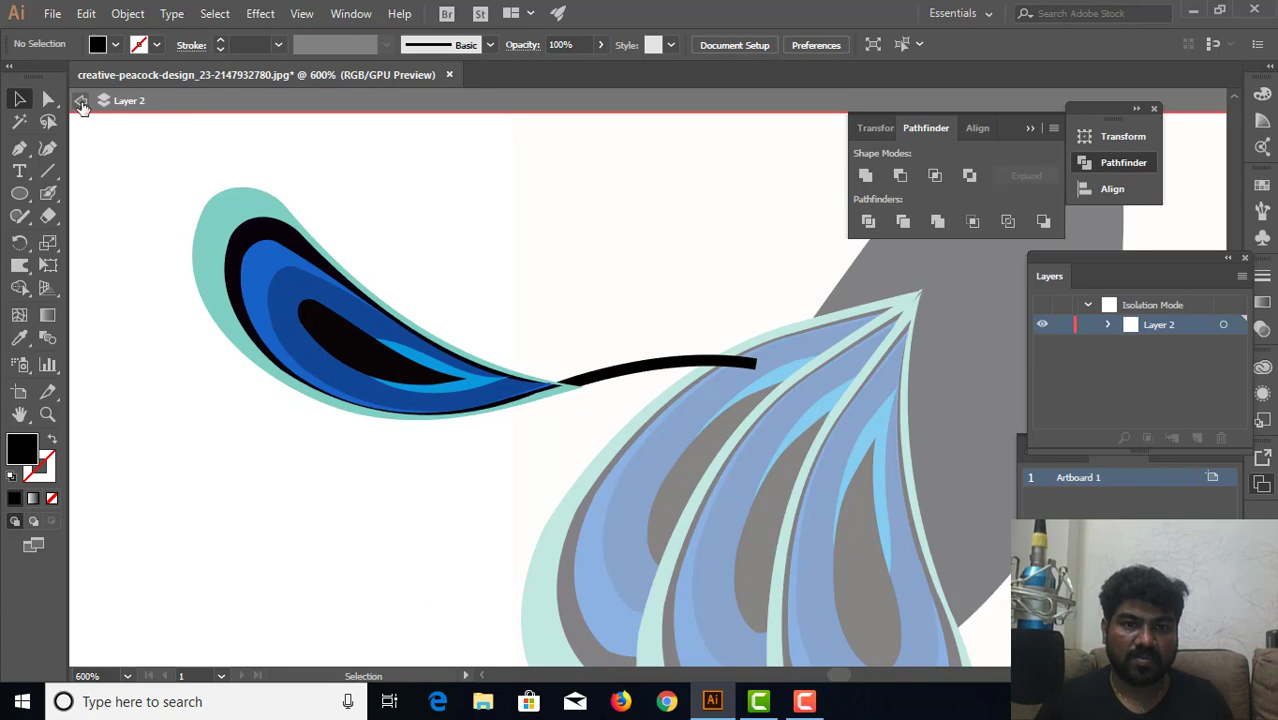 Ai File Edit Object Type Select Effect View Window Help Br St Essentials Search Adobe Stock
No Selection Stroke: Basic Opacity: 100% Style: Document Setup Preferences
creative-peacock-design_23-2147932780.jpg* @ 600% (RGB/GPU Preview)
Layer 2
Transfor Pathfinder Align
Shape Modes:
Expand
Pathfinders:
Transform
Pathfinder
Align
Layers
Isolation Mode
Layer 2
1 Artboard 1
600% 1 Selection
Type here to search
Ai